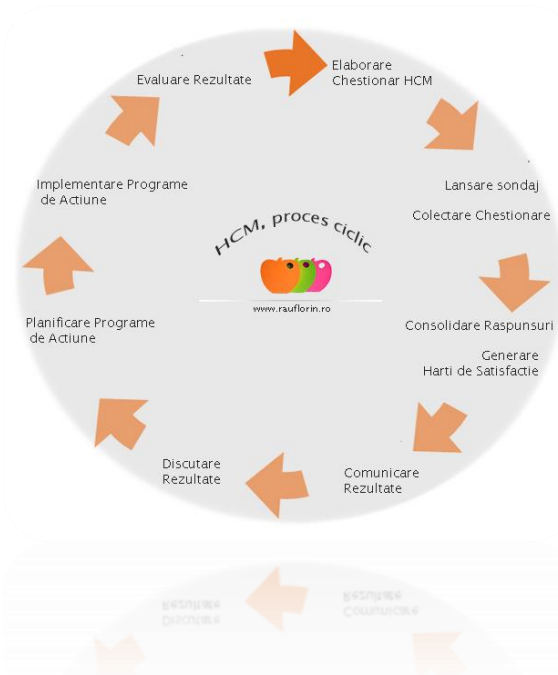 Elaborare
Chestionar HCM
Lansare sondaj
Colectare Chestionare
Consolidare Raspunsuri
Generare
Harti de Satisfactie
Comunicare
Rezultate
Discutare
Rezultate
Planificare Programe
de Actiune
Implementare Programe
de Actiune
Evaluare Rezultate
HCM, proces ciclic
www.rauflorin.ro